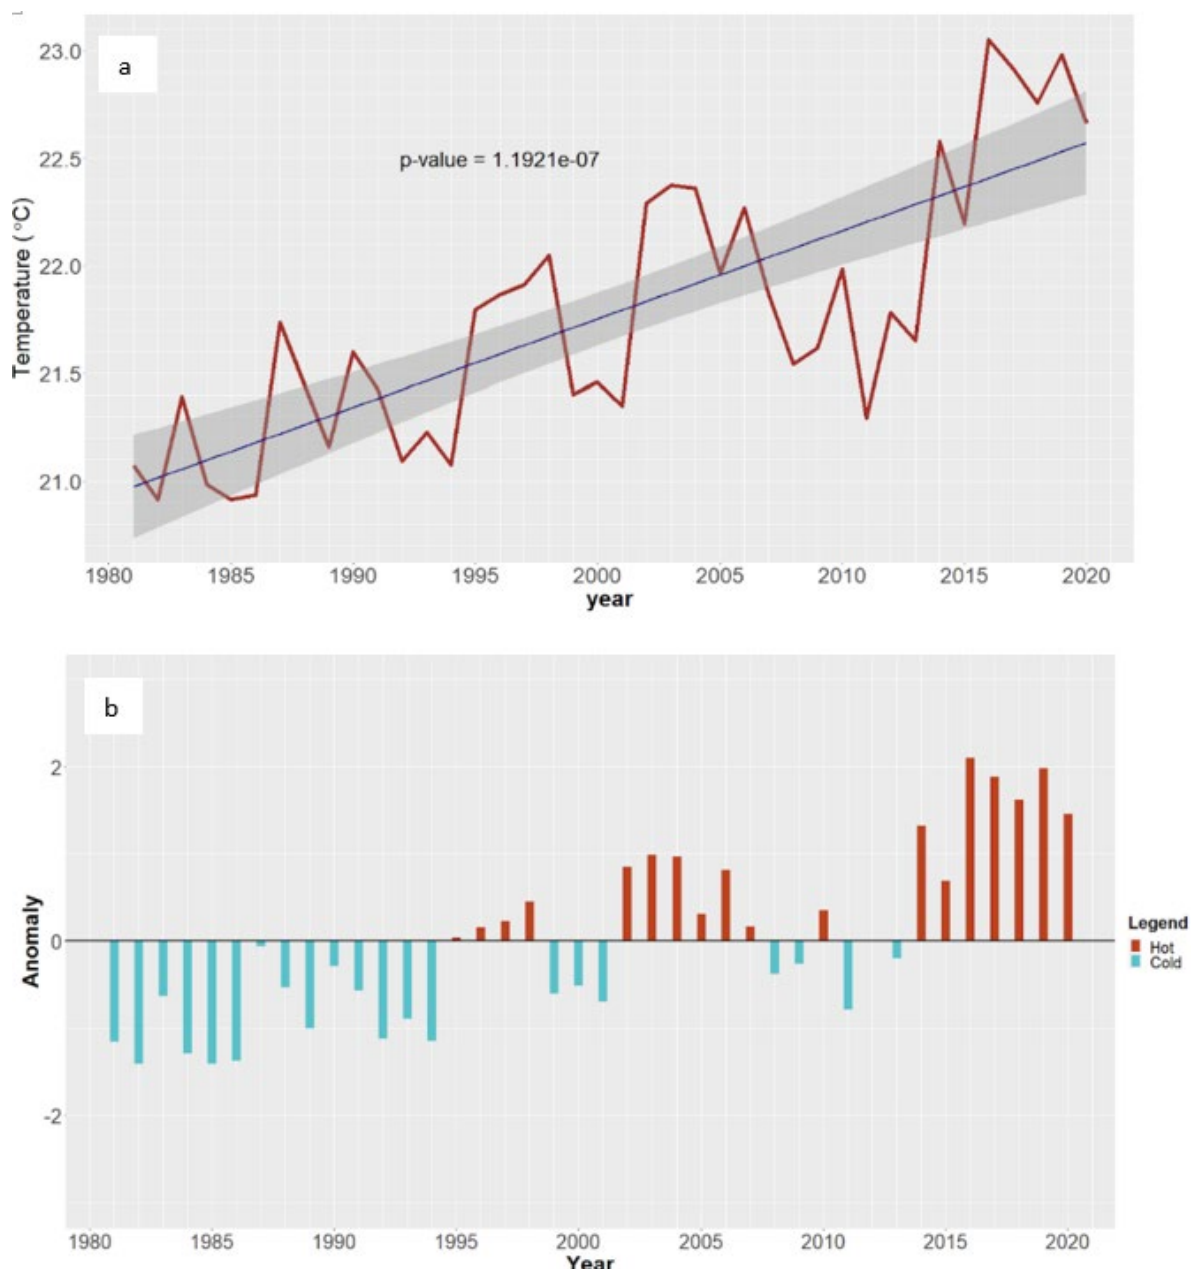 a
23.0
p-value = 1.1921e-07
22.5
22.0
21.5
21.0
Temperature (°C)
1980 1985 1990 1995 2000 2005 2010 2015 2020
year
b
2
0
-2
Anomaly
Legend
Hot
Cold
1980 1985 1990 1995 2000 2005 2010 2015 2020
Year